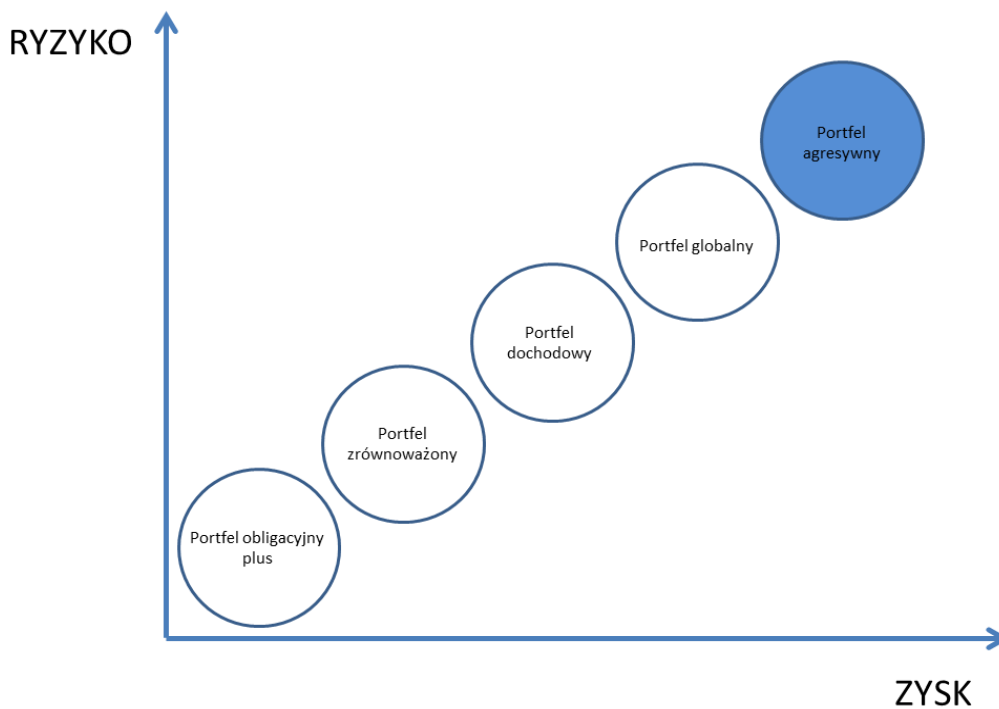 RYZYKO
Portfel
agresywny
Portfel globalny
Portfel
dochodowy
Portfel
zrównoważony
Portfel obligacyjny
plus
ZYSK